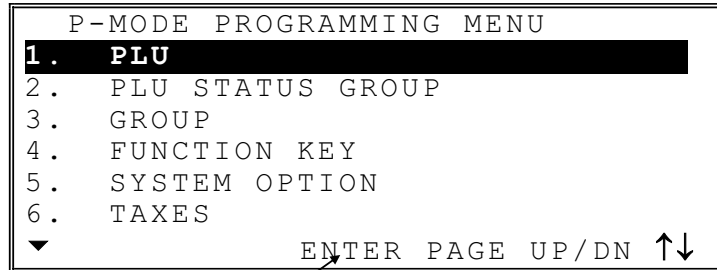 P-MODE PROGRAMMING MENU
1. PLU
2. PLU STATUS GROUP
3. GROUP
4. FUNCTION KEY
5. SYSTEM OPTION
6. TAXES
▼ ENTER PAGE UP/DN ↑↓